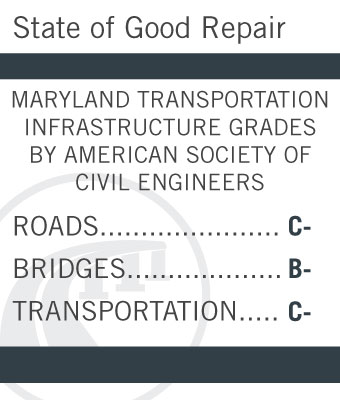 State of Good Repair
MARYLAND TRANSPORTATION
INFRASTRUCTURE GRADES
BY AMERICAN SOCIETY OF
CIVIL ENGINEERS
ROADS...................... C-
BRIDGES................... B-
TRANSPORTATION..... C-